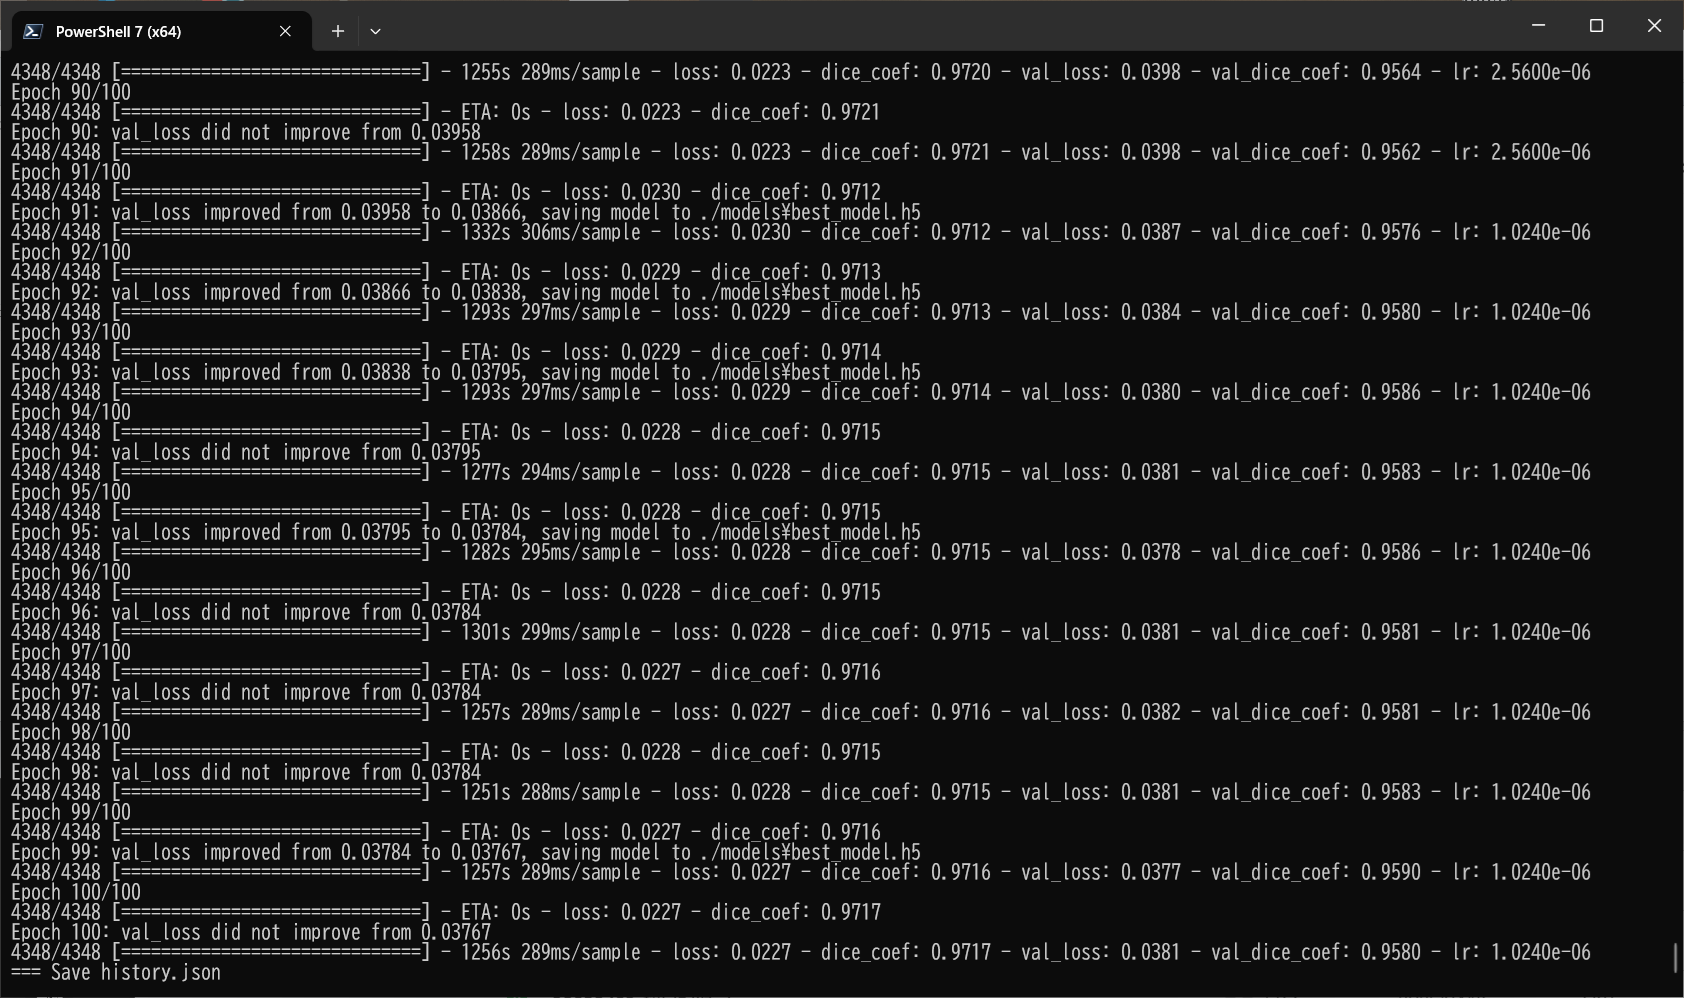 PowerShell 7 (x64)
4348/4348 [==============================] - 1255s 289ms/sample - loss: 0.0223 - dice_coef: 0.9720 - val_loss: 0.0398 - val_dice_coef: 0.9564 - lr: 2.5600e-06
Epoch 90/100
4348/4348 [==============================] - ETA: 0s - loss: 0.0223 - dice_coef: 0.9721
Epoch 90: val_loss did not improve from 0.03958
4348/4348 [==============================] - 1258s 289ms/sample - loss: 0.0223 - dice_coef: 0.9721 - val_loss: 0.0398 - val_dice_coef: 0.9562 - lr: 2.5600e-06
Epoch 91/100
4348/4348 [==============================] - ETA: 0s - loss: 0.0230 - dice_coef: 0.9712
Epoch 91: val_loss improved from 0.03958 to 0.03866, saving model to ./models¥best_model.h5
4348/4348 [==============================] - 1332s 306ms/sample - loss: 0.0230 - dice_coef: 0.9712 - val_loss: 0.0387 - val_dice_coef: 0.9576 - lr: 1.0240e-06
Epoch 92/100
4348/4348 [==============================] - ETA: 0s - loss: 0.0229 - dice_coef: 0.9713
Epoch 92: val_loss improved from 0.03866 to 0.03838, saving model to ./models¥best_model.h5
4348/4348 [==============================] - 1293s 297ms/sample - loss: 0.0229 - dice_coef: 0.9713 - val_loss: 0.0384 - val_dice_coef: 0.9580 - lr: 1.0240e-06
Epoch 93/100
4348/4348 [==============================] - ETA: 0s - loss: 0.0229 - dice_coef: 0.9714
Epoch 93: val_loss improved from 0.03838 to 0.03795, saving model to ./models¥best_model.h5
4348/4348 [==============================] - 1293s 297ms/sample - loss: 0.0229 - dice_coef: 0.9714 - val_loss: 0.0380 - val_dice_coef: 0.9586 - lr: 1.0240e-06
Epoch 94/100
4348/4348 [==============================] - ETA: 0s - loss: 0.0228 - dice_coef: 0.9715
Epoch 94: val_loss did not improve from 0.03795
4348/4348 [==============================] - 1277s 294ms/sample - loss: 0.0228 - dice_coef: 0.9715 - val_loss: 0.0381 - val_dice_coef: 0.9583 - lr: 1.0240e-06
Epoch 95/100
4348/4348 [==============================] - ETA: 0s - loss: 0.0228 - dice_coef: 0.9715
Epoch 95: val_loss improved from 0.03795 to 0.03784, saving model to ./models¥best_model.h5
4348/4348 [==============================] - 1282s 295ms/sample - loss: 0.0228 - dice_coef: 0.9715 - val_loss: 0.0378 - val_dice_coef: 0.9586 - lr: 1.0240e-06
Epoch 96/100
4348/4348 [==============================] - ETA: 0s - loss: 0.0228 - dice_coef: 0.9715
Epoch 96: val_loss did not improve from 0.03784
4348/4348 [==============================] - 1301s 299ms/sample - loss: 0.0228 - dice_coef: 0.9715 - val_loss: 0.0381 - val_dice_coef: 0.9581 - lr: 1.0240e-06
Epoch 97/100
4348/4348 [==============================] - ETA: 0s - loss: 0.0227 - dice_coef: 0.9716
Epoch 97: val_loss did not improve from 0.03784
4348/4348 [==============================] - 1257s 289ms/sample - loss: 0.0227 - dice_coef: 0.9716 - val_loss: 0.0382 - val_dice_coef: 0.9581 - lr: 1.0240e-06
Epoch 98/100
4348/4348 [==============================] - ETA: 0s - loss: 0.0228 - dice_coef: 0.9715
Epoch 98: val_loss did not improve from 0.03784
4348/4348 [==============================] - 1251s 288ms/sample - loss: 0.0228 - dice_coef: 0.9715 - val_loss: 0.0381 - val_dice_coef: 0.9583 - lr: 1.0240e-06
Epoch 99/100
4348/4348 [==============================] - ETA: 0s - loss: 0.0227 - dice_coef: 0.9716
Epoch 99: val_loss improved from 0.03784 to 0.03767, saving model to ./models¥best_model.h5
4348/4348 [==============================] - 1257s 289ms/sample - loss: 0.0227 - dice_coef: 0.9716 - val_loss: 0.0377 - val_dice_coef: 0.9590 - lr: 1.0240e-06
Epoch 100/100
4348/4348 [==============================] - ETA: 0s - loss: 0.0227 - dice_coef: 0.9717
Epoch 100: val_loss did not improve from 0.03767
4348/4348 [==============================] - 1256s 289ms/sample - loss: 0.0227 - dice_coef: 0.9717 - val_loss: 0.0381 - val_dice_coef: 0.9580 - lr: 1.0240e-06
=== Save history.json